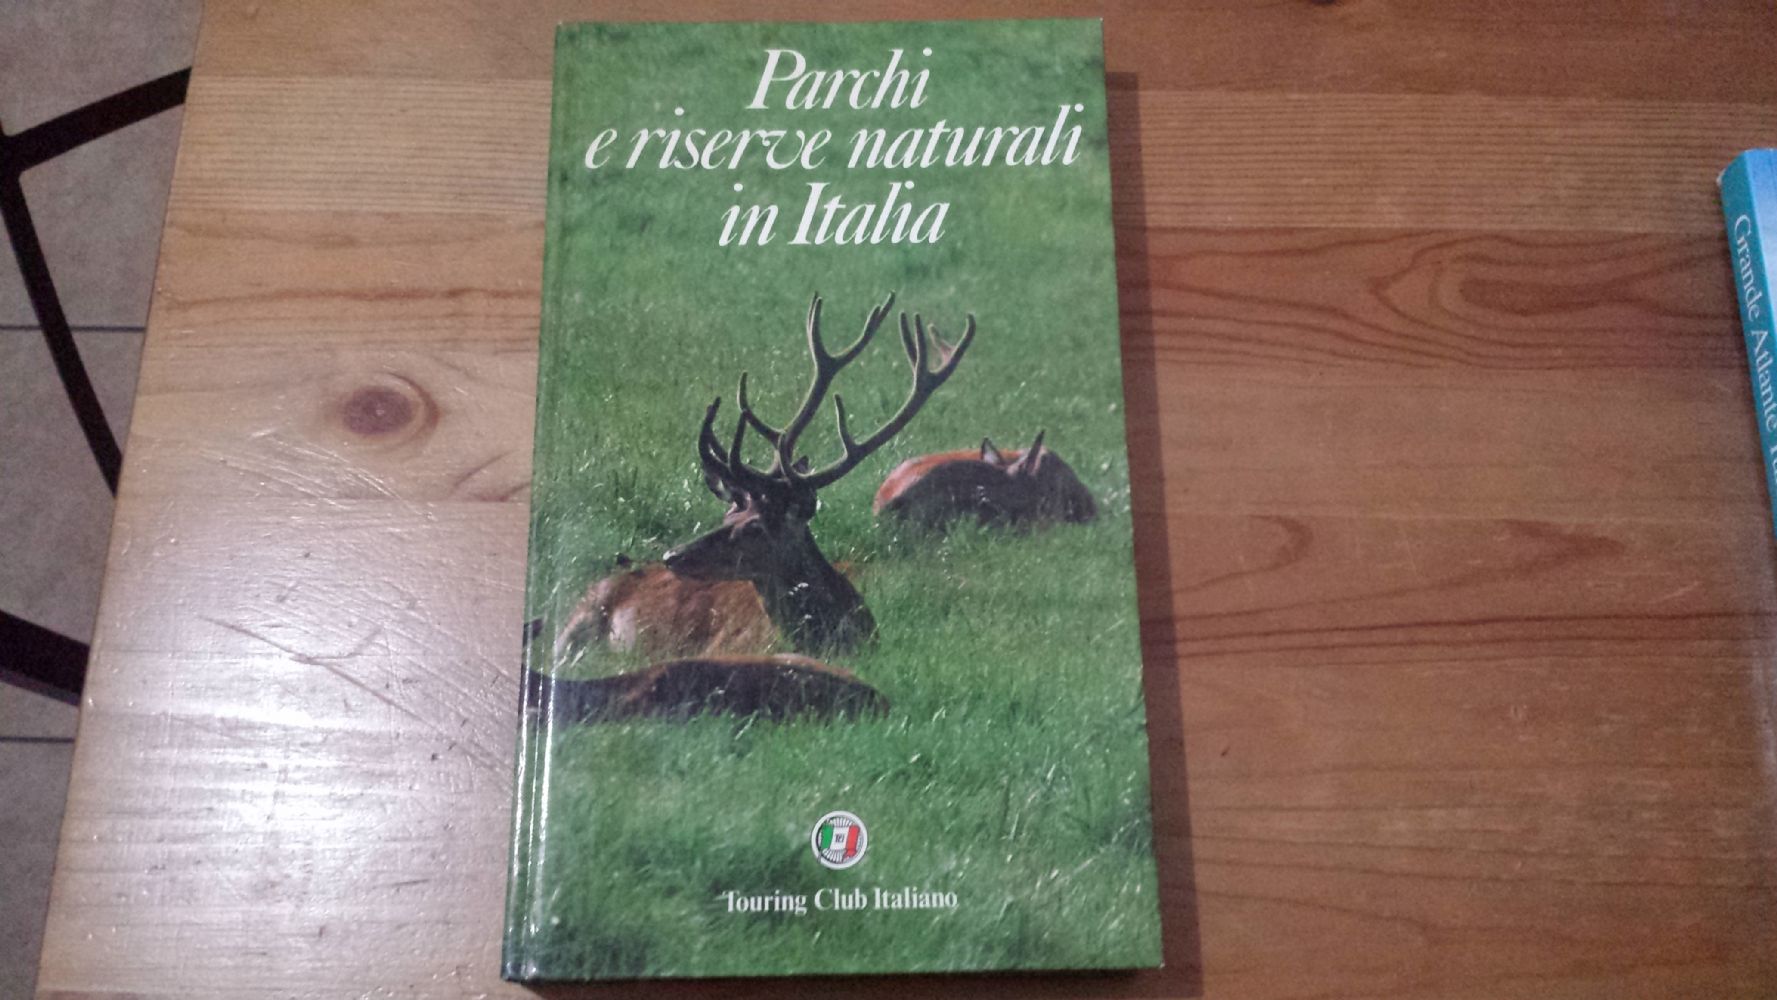 Parchi
e riserve naturali
in Italia
Touring Club Italiano
Grande Atlante